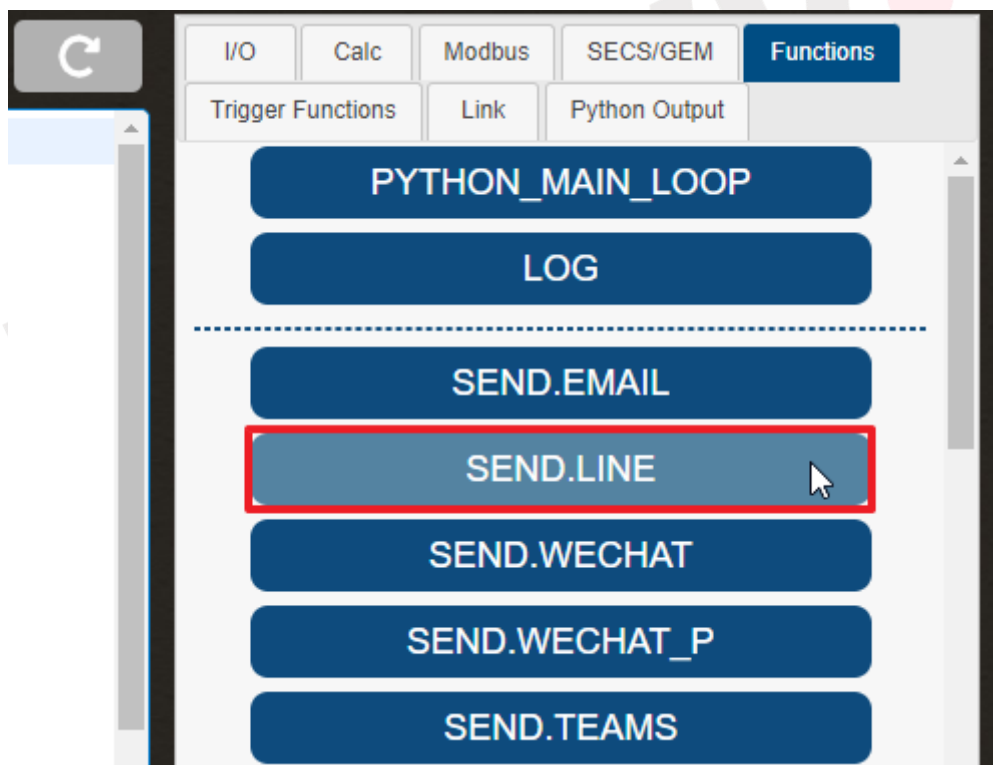 I/O Calc Modbus SECS/GEM Functions
Trigger Functions Link Python Output
PYTHON_MAIN_LOOP
LOG
SEND.EMAIL
SEND.LINE
SEND.WECHAT
SEND.WECHAT_P
SEND.TEAMS